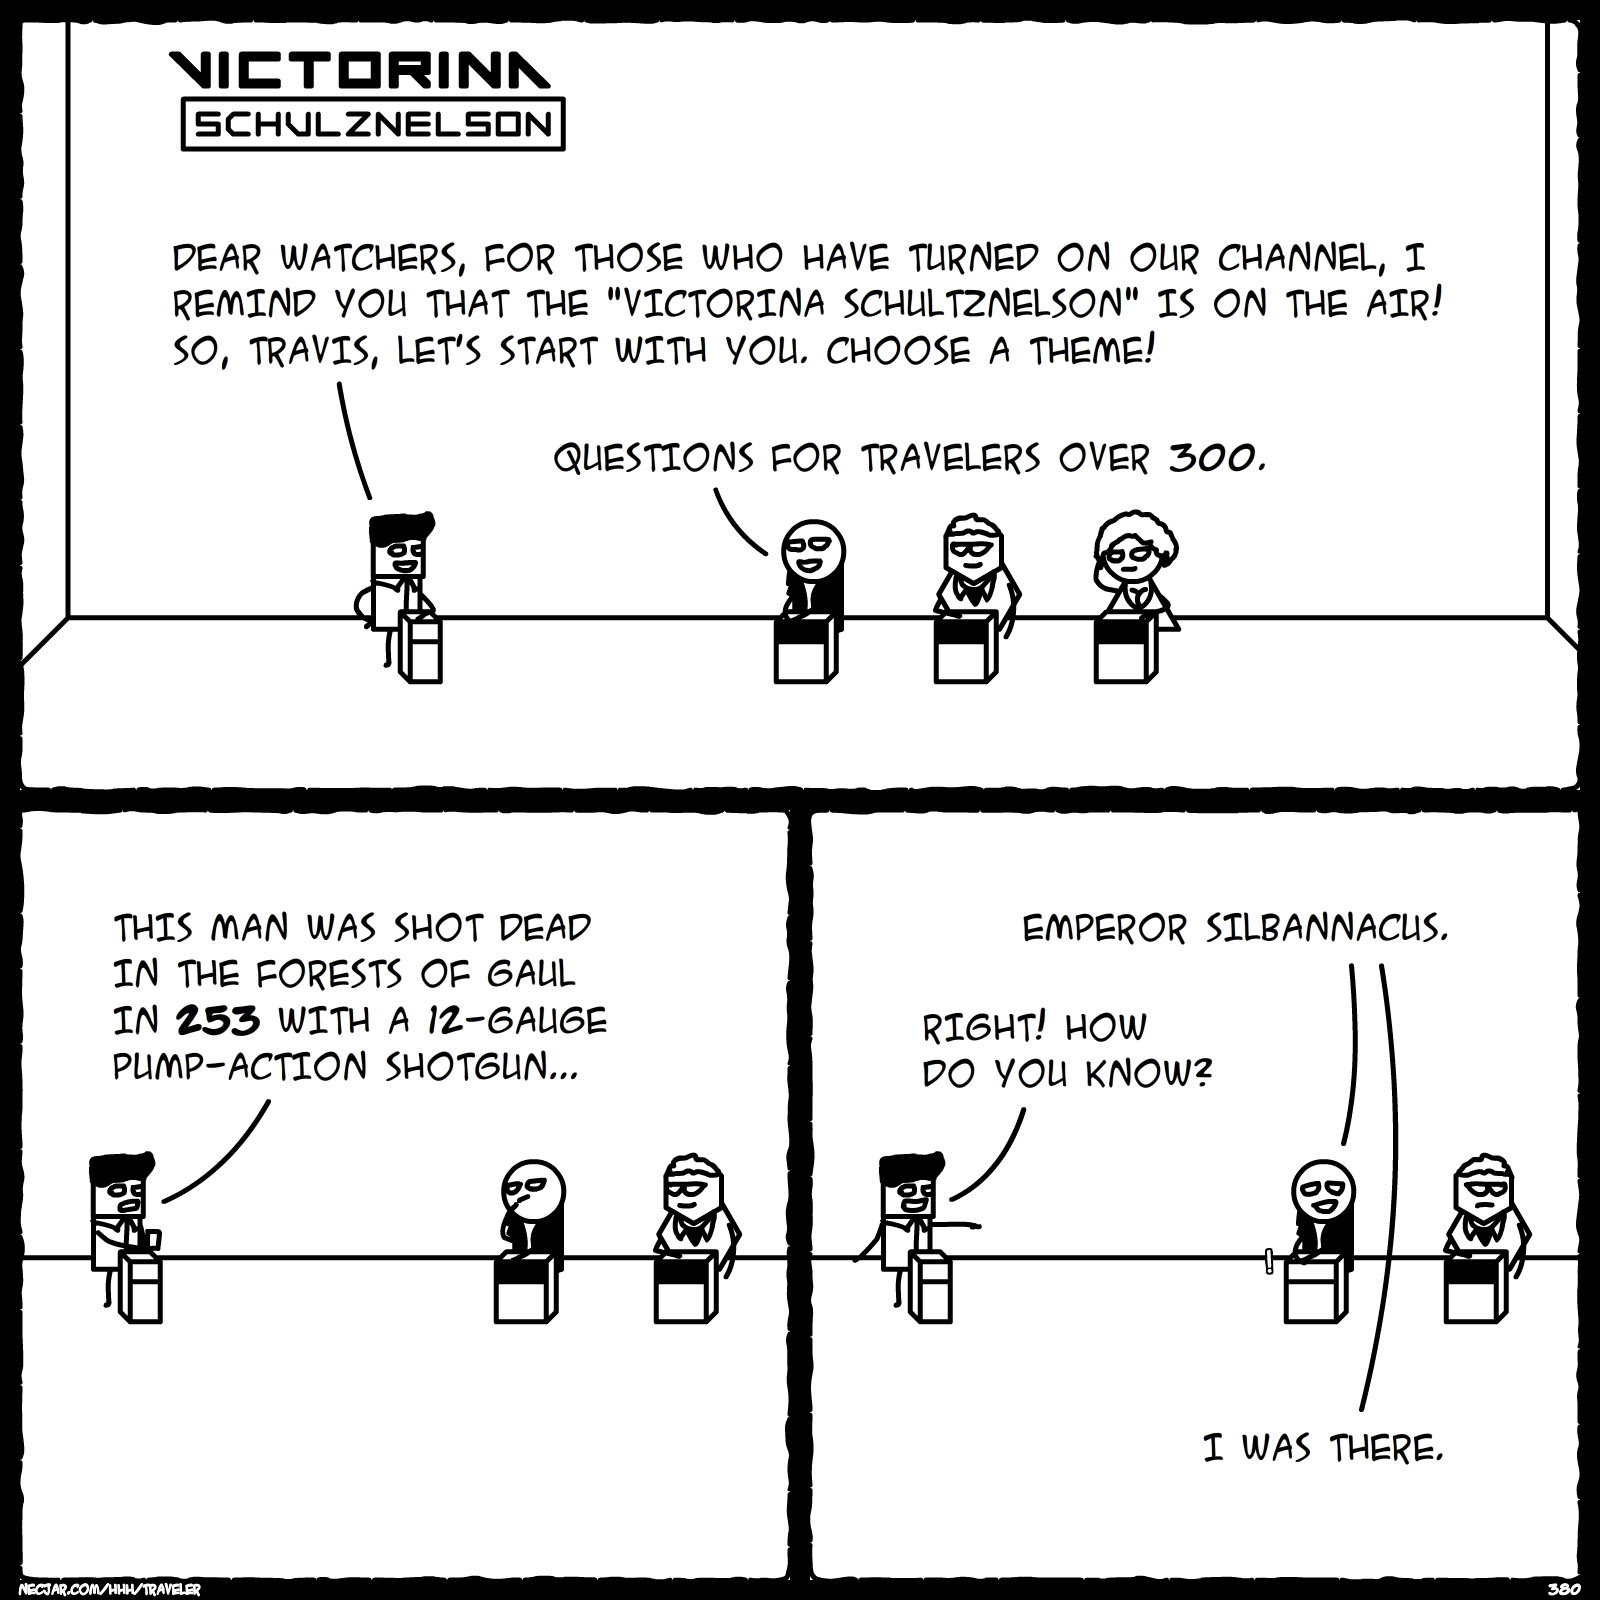 VICTORINA
SCHULZNELSON
DEAR WATCHERS, FOR THOSE WHO HAVE TURNED ON OUR CHANNEL, I
REMIND YOU THAT THE "VICTORINA SCHULTZNELSON" IS ON THE AIR!
SO, TRAVIS, LET'S START WITH YOU. CHOOSE A THEME!
QUESTIONS FOR TRAVELERS OVER 300.
THIS MAN WAS SHOT DEAD
IN THE FORESTS OF GAUL
IN 253 WITH A 12-GAUGE
PUMP-ACTION SHOTGUN...
EMPEROR SILBANNACUS.
RIGHT! HOW
DO YOU KNOW?
I WAS THERE.
NECJAR.COM/HHH/TRAVELER
380